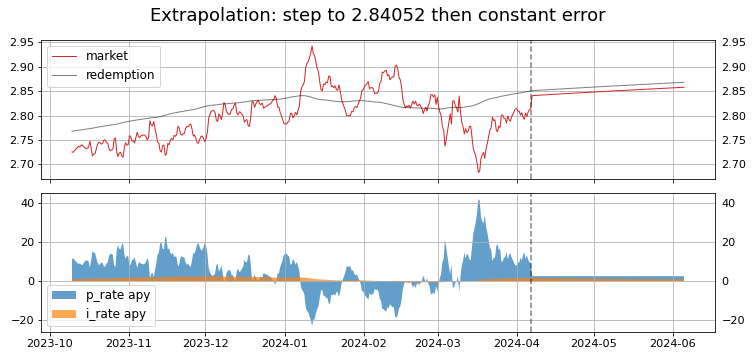 Extrapolation: step to 2.84052 then constant error
2.95 2.95
market
redemption
2.90 2.90
2.85 2.85
2.80 2.80
2.75 2.75
2.70 2.70
40 40
20 20
0 0
p_rate apy
i_rate apy
−20 −20
2023-10 2023-11 2023-12 2024-01 2024-02 2024-03 2024-04 2024-05 2024-06